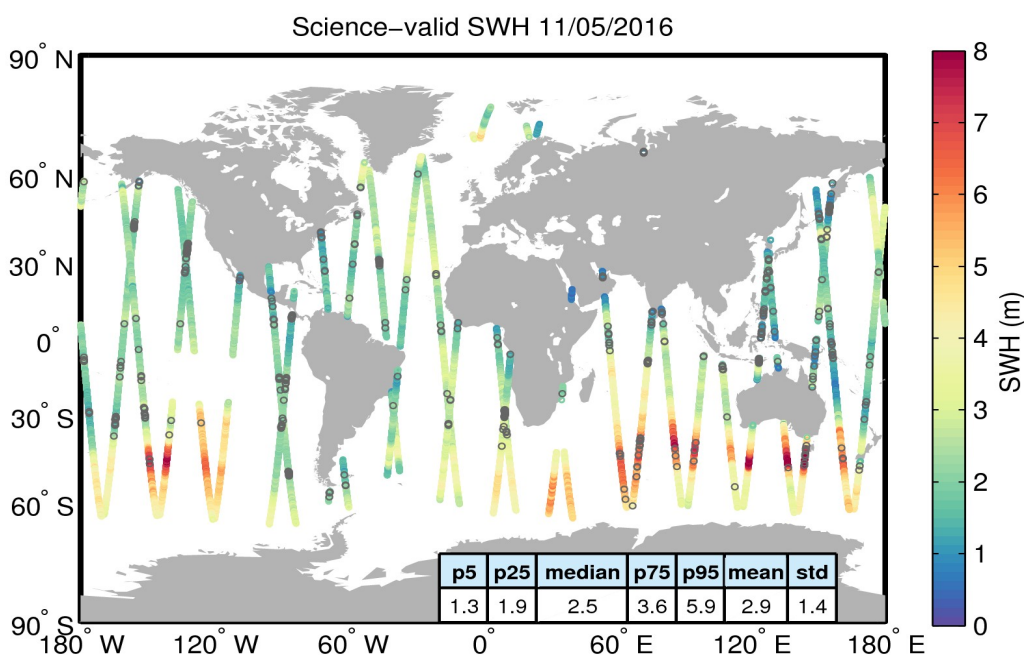 Science−valid SWH 11/05/2016
90° N
60° N
30° N
0°
30° S
60° S
90° S
180° W
120° W
60° W
0°
60° E
120° E
180° E
8
7
6
5
4
3
2
1
0
SWH (m)
p5 p25 median p75 p95 mean std
1.3 1.9 2.5 3.6 5.9 2.9 1.4